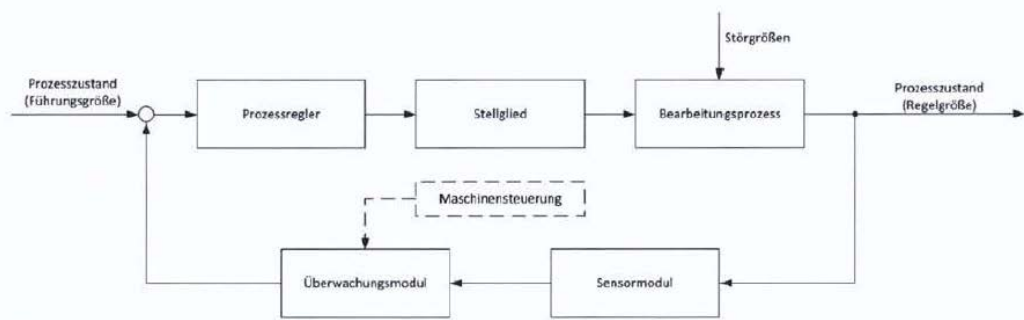 Störgrößen
Prozesszustand
(Führungsgröße)
Prozessregler
Stellglied
Bearbeitungsprozess
Prozesszustand
(Regelgröße)
Maschinensteuerung
Überwachungsmodul
Sensormodul